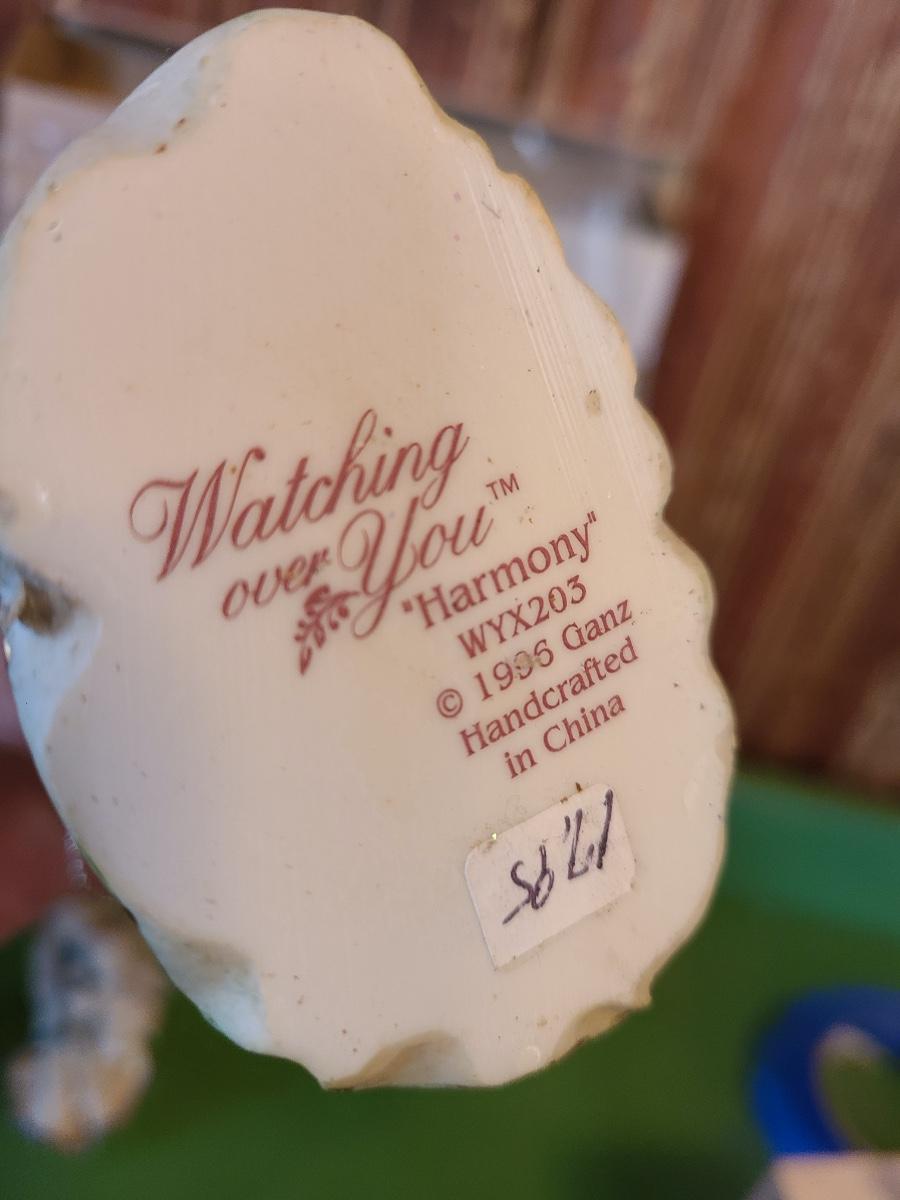 Watching
over You™
"Harmony"
WYX203
© 1996 Ganz
Handcrafted
in China
17.95